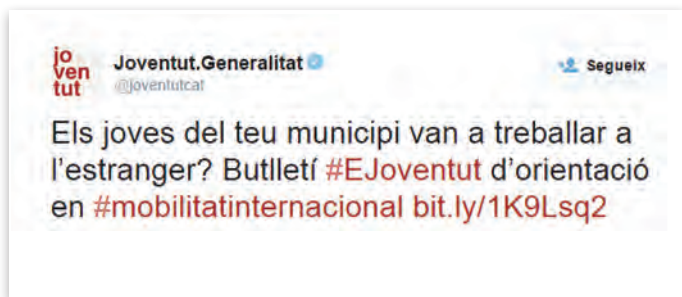 jo
ven
tut
Joventut.Generalitat
@joventutcat
Segueix
Els joves del teu municipi van a treballar a
l'estranger? Butlletí #EJoventut d'orientació
en #mobilitatinternacional bit.ly/1K9Lsq2